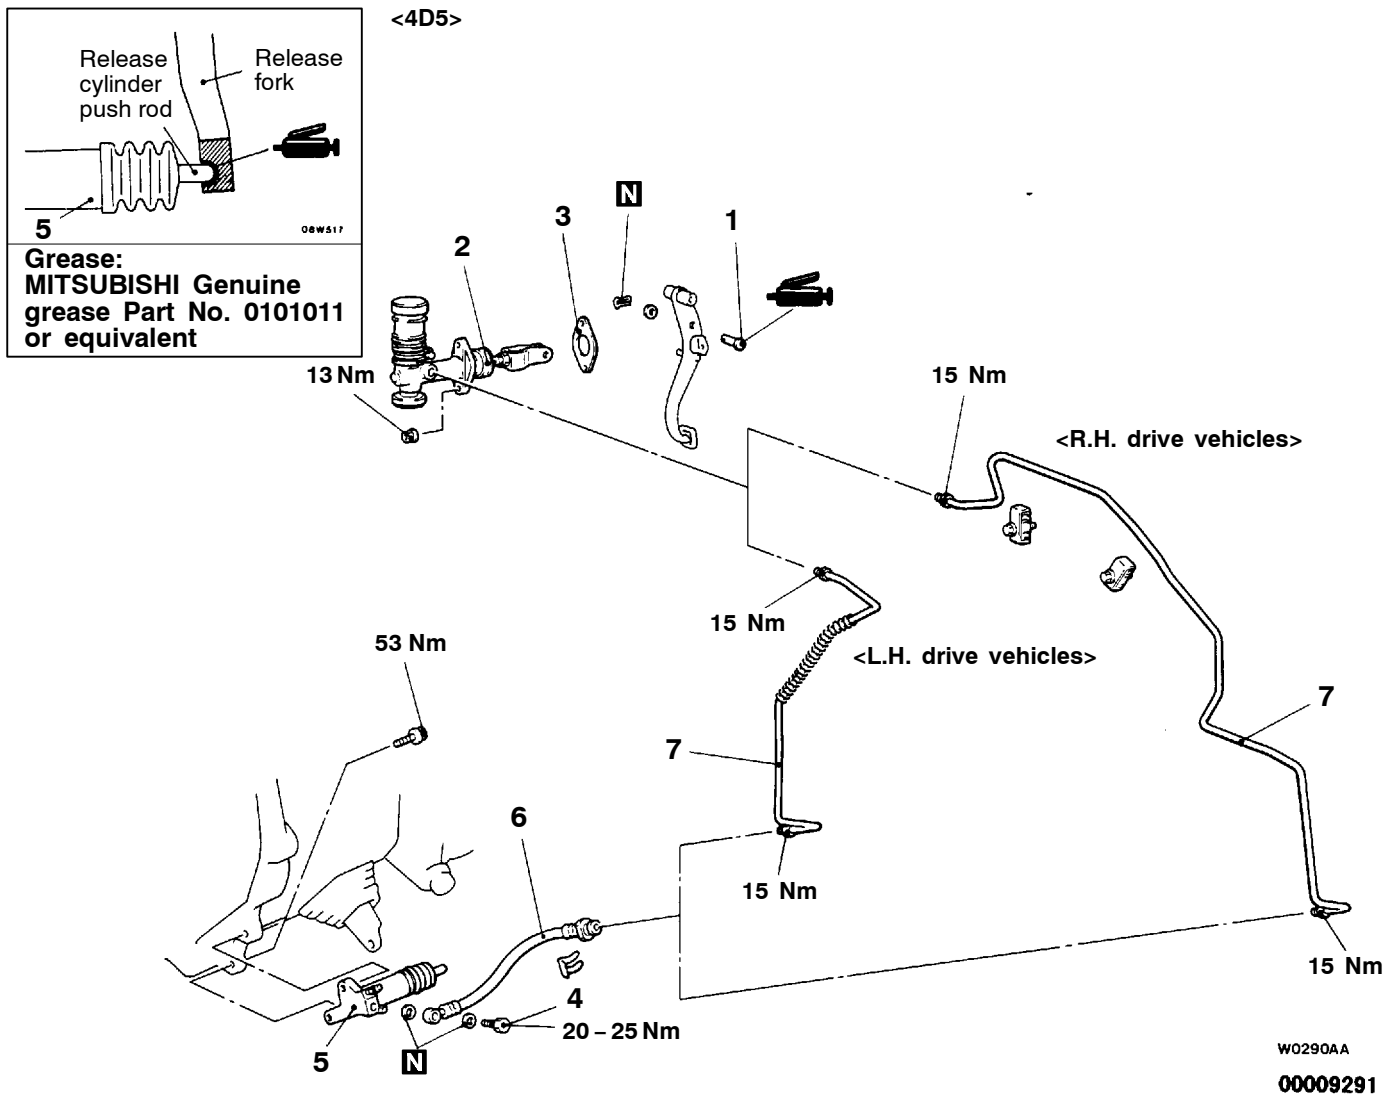 <4D5>
Release
cylinder
push rod
Release
fork
5
08W517
Grease:
MITSUBISHI Genuine
grease Part No. 0101011
or equivalent
N
3
1
2
13 Nm
15 Nm
<R.H. drive vehicles>
15 Nm
<L.H. drive vehicles>
53 Nm
7
7
6
15 Nm
15 Nm
4
20 – 25 Nm
5
N
W0290AA
00009291